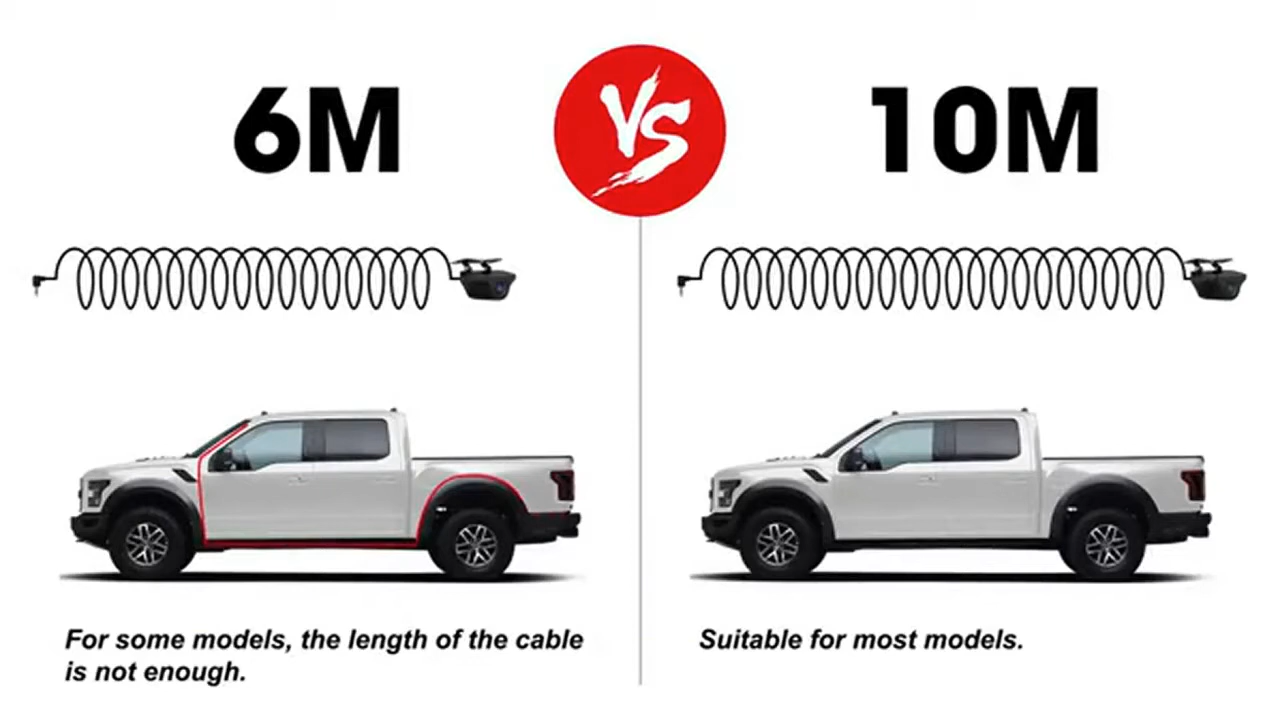 6M
VS
10M
For some models, the length of the cable
is not enough.
Suitable for most models.